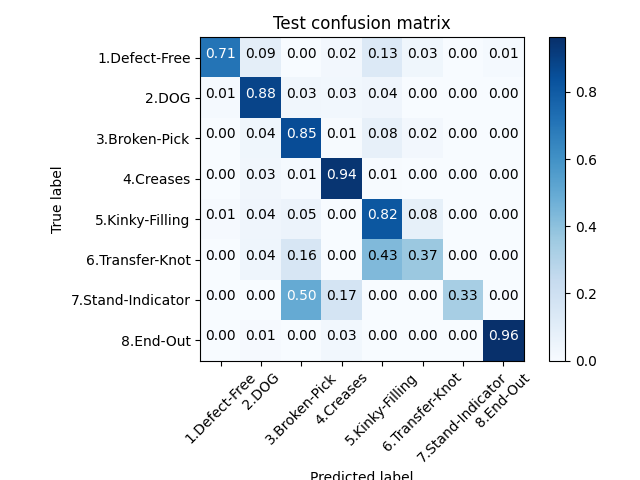 Test confusion matrix
True label
1.Defect-Free 0.71 0.09 0.00 0.02 0.13 0.03 0.00 0.01
2.DOG 0.01 0.88 0.03 0.03 0.04 0.00 0.00 0.00
3.Broken-Pick 0.00 0.04 0.85 0.01 0.08 0.02 0.00 0.00
4.Creases 0.00 0.03 0.01 0.94 0.01 0.00 0.00 0.00
5.Kinky-Filling 0.01 0.04 0.05 0.00 0.82 0.08 0.00 0.00
6.Transfer-Knot 0.00 0.04 0.16 0.00 0.43 0.37 0.00 0.00
7.Stand-Indicator 0.00 0.00 0.50 0.17 0.00 0.00 0.33 0.00
8.End-Out 0.00 0.01 0.00 0.03 0.00 0.00 0.00 0.96
1.Defect-Free
2.DOG
3.Broken-Pick
4.Creases
5.Kinky-Filling
6.Transfer-Knot
7.Stand-Indicator
8.End-Out
Predicted label
0.8
0.6
0.4
0.2
0.0